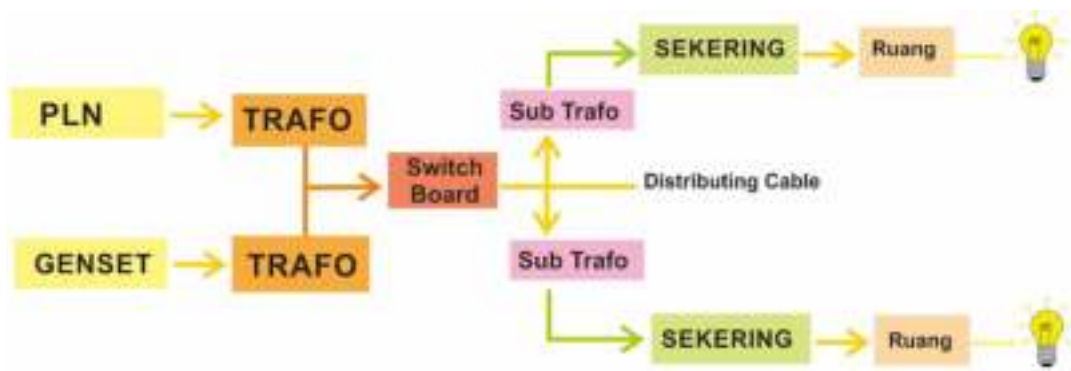 SEKERING
Ruang
PLN
TRAFO
Sub Trafo
Switch
Board
Distributing Cable
GENSET
TRAFO
Sub Trafo
SEKERING
Ruang